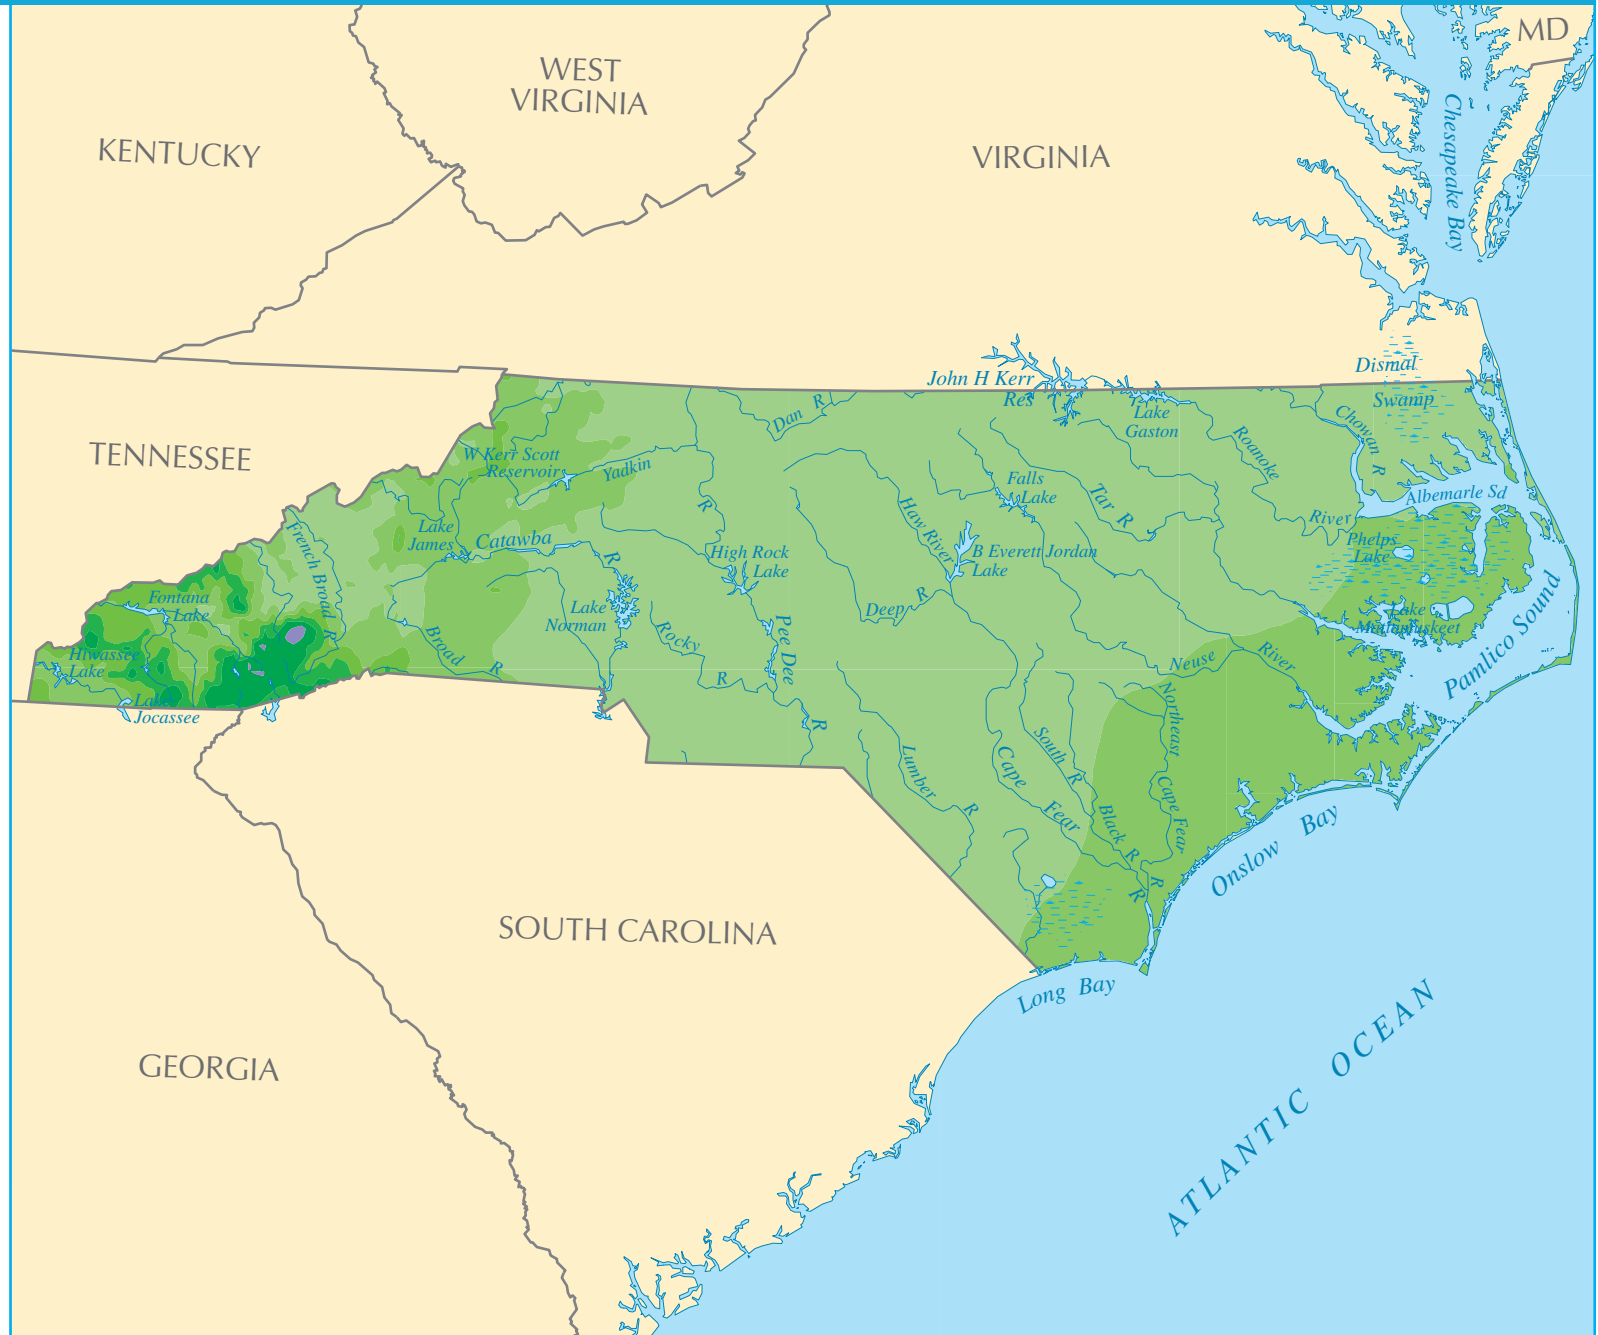 MD
WEST
VIRGINIA
KENTUCKY
VIRGINIA
Chesapeake Bay
John H Kerr
Res
Dismal
Swamp
Dan R
Lake
Gaston
Roanoke
River
Chowan R
Albemarle Sd
TENNESSEE
W Kerr Scott
Reservoir
Yadkin
R
Falls
Lake
Tar R
Haw River
Lake
James
Catawba
R
French Broad R
High Rock
Lake
B Everett Jordan
Lake
Phelps
Lake
Fontana
Lake
Lake
Norman
Deep R
Lake
Mattamuskeet
Pamlico Sound
Hiwassee
Lake
Broad R
Rocky
R
Pee Dee
R
Neuse
River
Lake
Jocassee
Northeast
Cape Fear
R
South R
Cape
Fear
R
Black R
Lumber
R
Onslow Bay
Long Bay
SOUTH CAROLINA
GEORGIA
ATLANTIC OCEAN